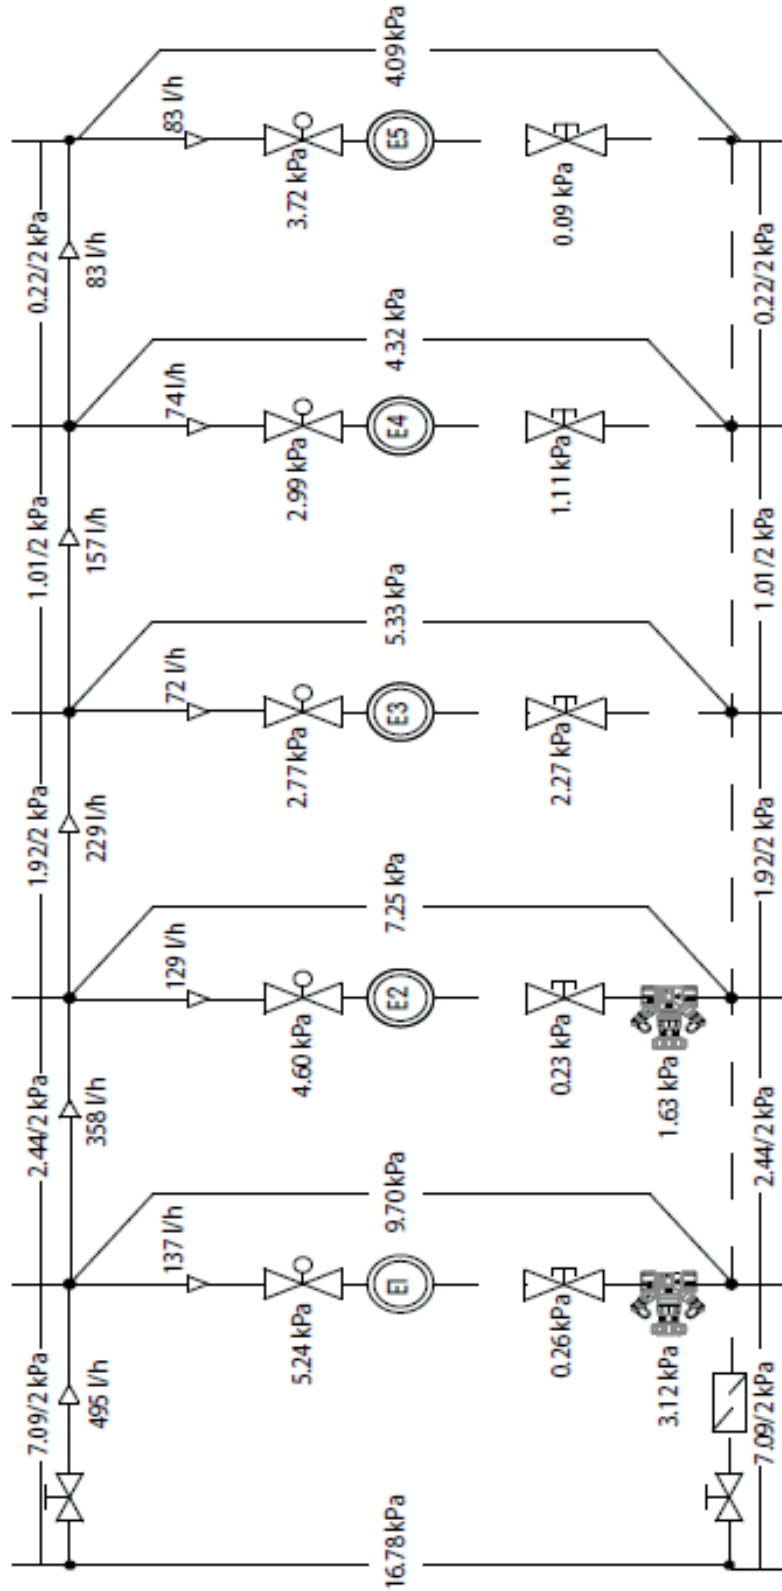 7.09/2 kPa
2.44/2 kPa
1.92/2 kPa
1.01/2 kPa
0.22/2 kPa
495 l/h
358 l/h
229 l/h
157 l/h
83 l/h
137 l/h
129 l/h
72 l/h
74 l/h
83 l/h
5.24 kPa
4.60 kPa
2.77 kPa
2.99 kPa
3.72 kPa
16.78 kPa
E1
9.70 kPa
E2
7.25 kPa
E3
5.33 kPa
E4
4.32 kPa
E5
4.09 kPa
0.26 kPa
0.23 kPa
2.27 kPa
1.11 kPa
0.09 kPa
3.12 kPa
1.63 kPa
7.09/2 kPa
2.44/2 kPa
1.92/2 kPa
1.01/2 kPa
0.22/2 kPa